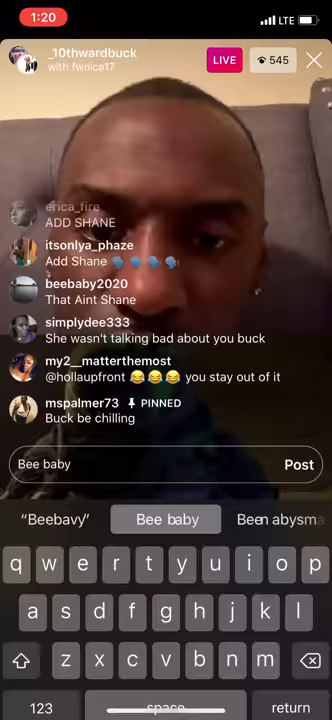 1:20
LTE
_10thwardbuck
with fwnica17
LIVE
545
erica_fire
ADD SHANE
itsonlya_phaze
Add Shane 🗣️🗣️🗣️🗣️
beebaby2020
That Aint Shane
simplydee333
She wasn't talking bad about you buck
my2__matterthemost
@hollaupfront 😂😂😂 you stay out of it
mspalmer73 📌 PINNED
Buck be chilling
Bee baby
Post
“Beebavy”
Bee baby
Been abysma
q w e r t y u i o p
a s d f g h j k l
z x c v b n m
123
space
return